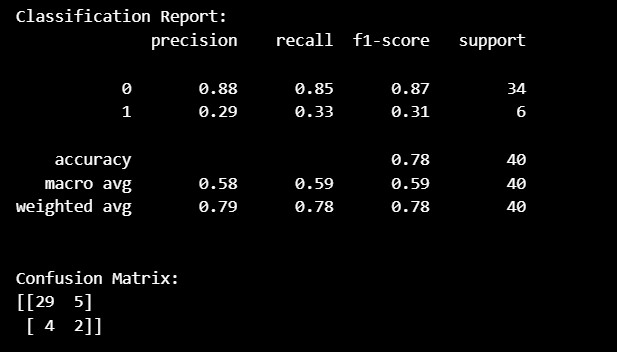 Classification Report:
precision recall f1-score support
0 0.88 0.85 0.87 34
1 0.29 0.33 0.31 6
accuracy 0.78 40
macro avg 0.58 0.59 0.59 40
weighted avg 0.79 0.78 0.78 40
Confusion Matrix:
[[29 5]
[ 4 2]]